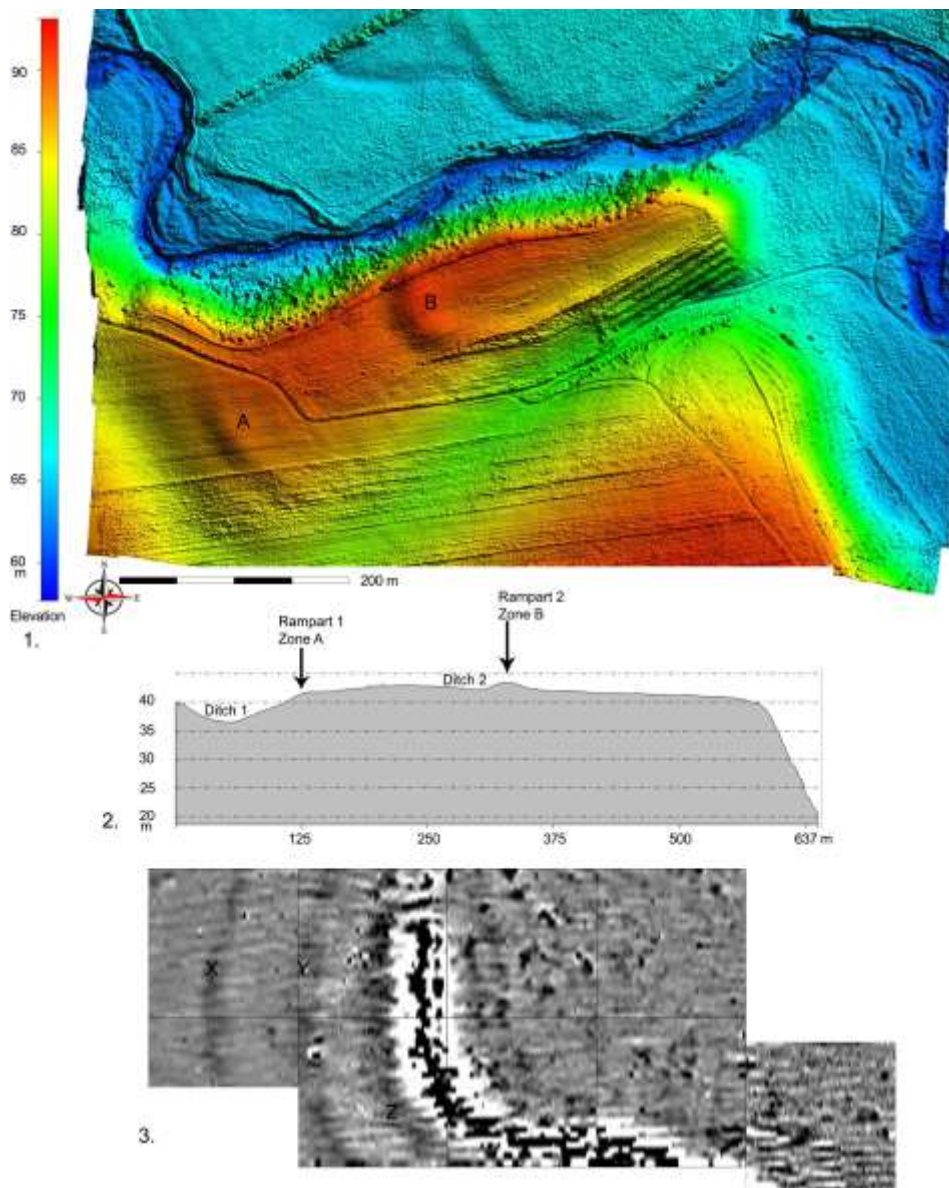 90
85
80
75
70
65
60
m
Elevation
1.
B
A
N
W E
S
200 m
Rampart 1
Zone A
Rampart 2
Zone B
Ditch 1
Ditch 2
40
35
30
25
20
m
2.
125 250 375 500 637 m
X
Y
Z
3.